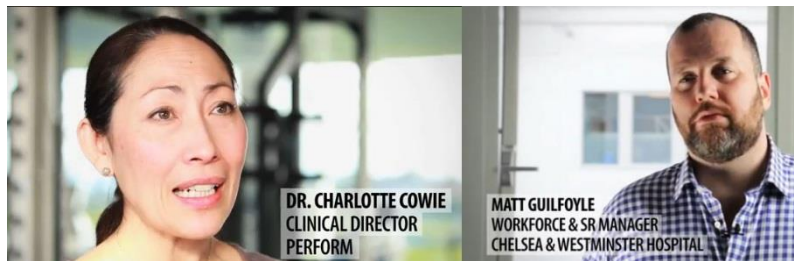 DR. CHARLOTTE COWIE
CLINICAL DIRECTOR
PERFORM
MATT GUILFOYLE
WORKFORCE & SR MANAGER
CHELSEA & WESTMINSTER HOSPITAL